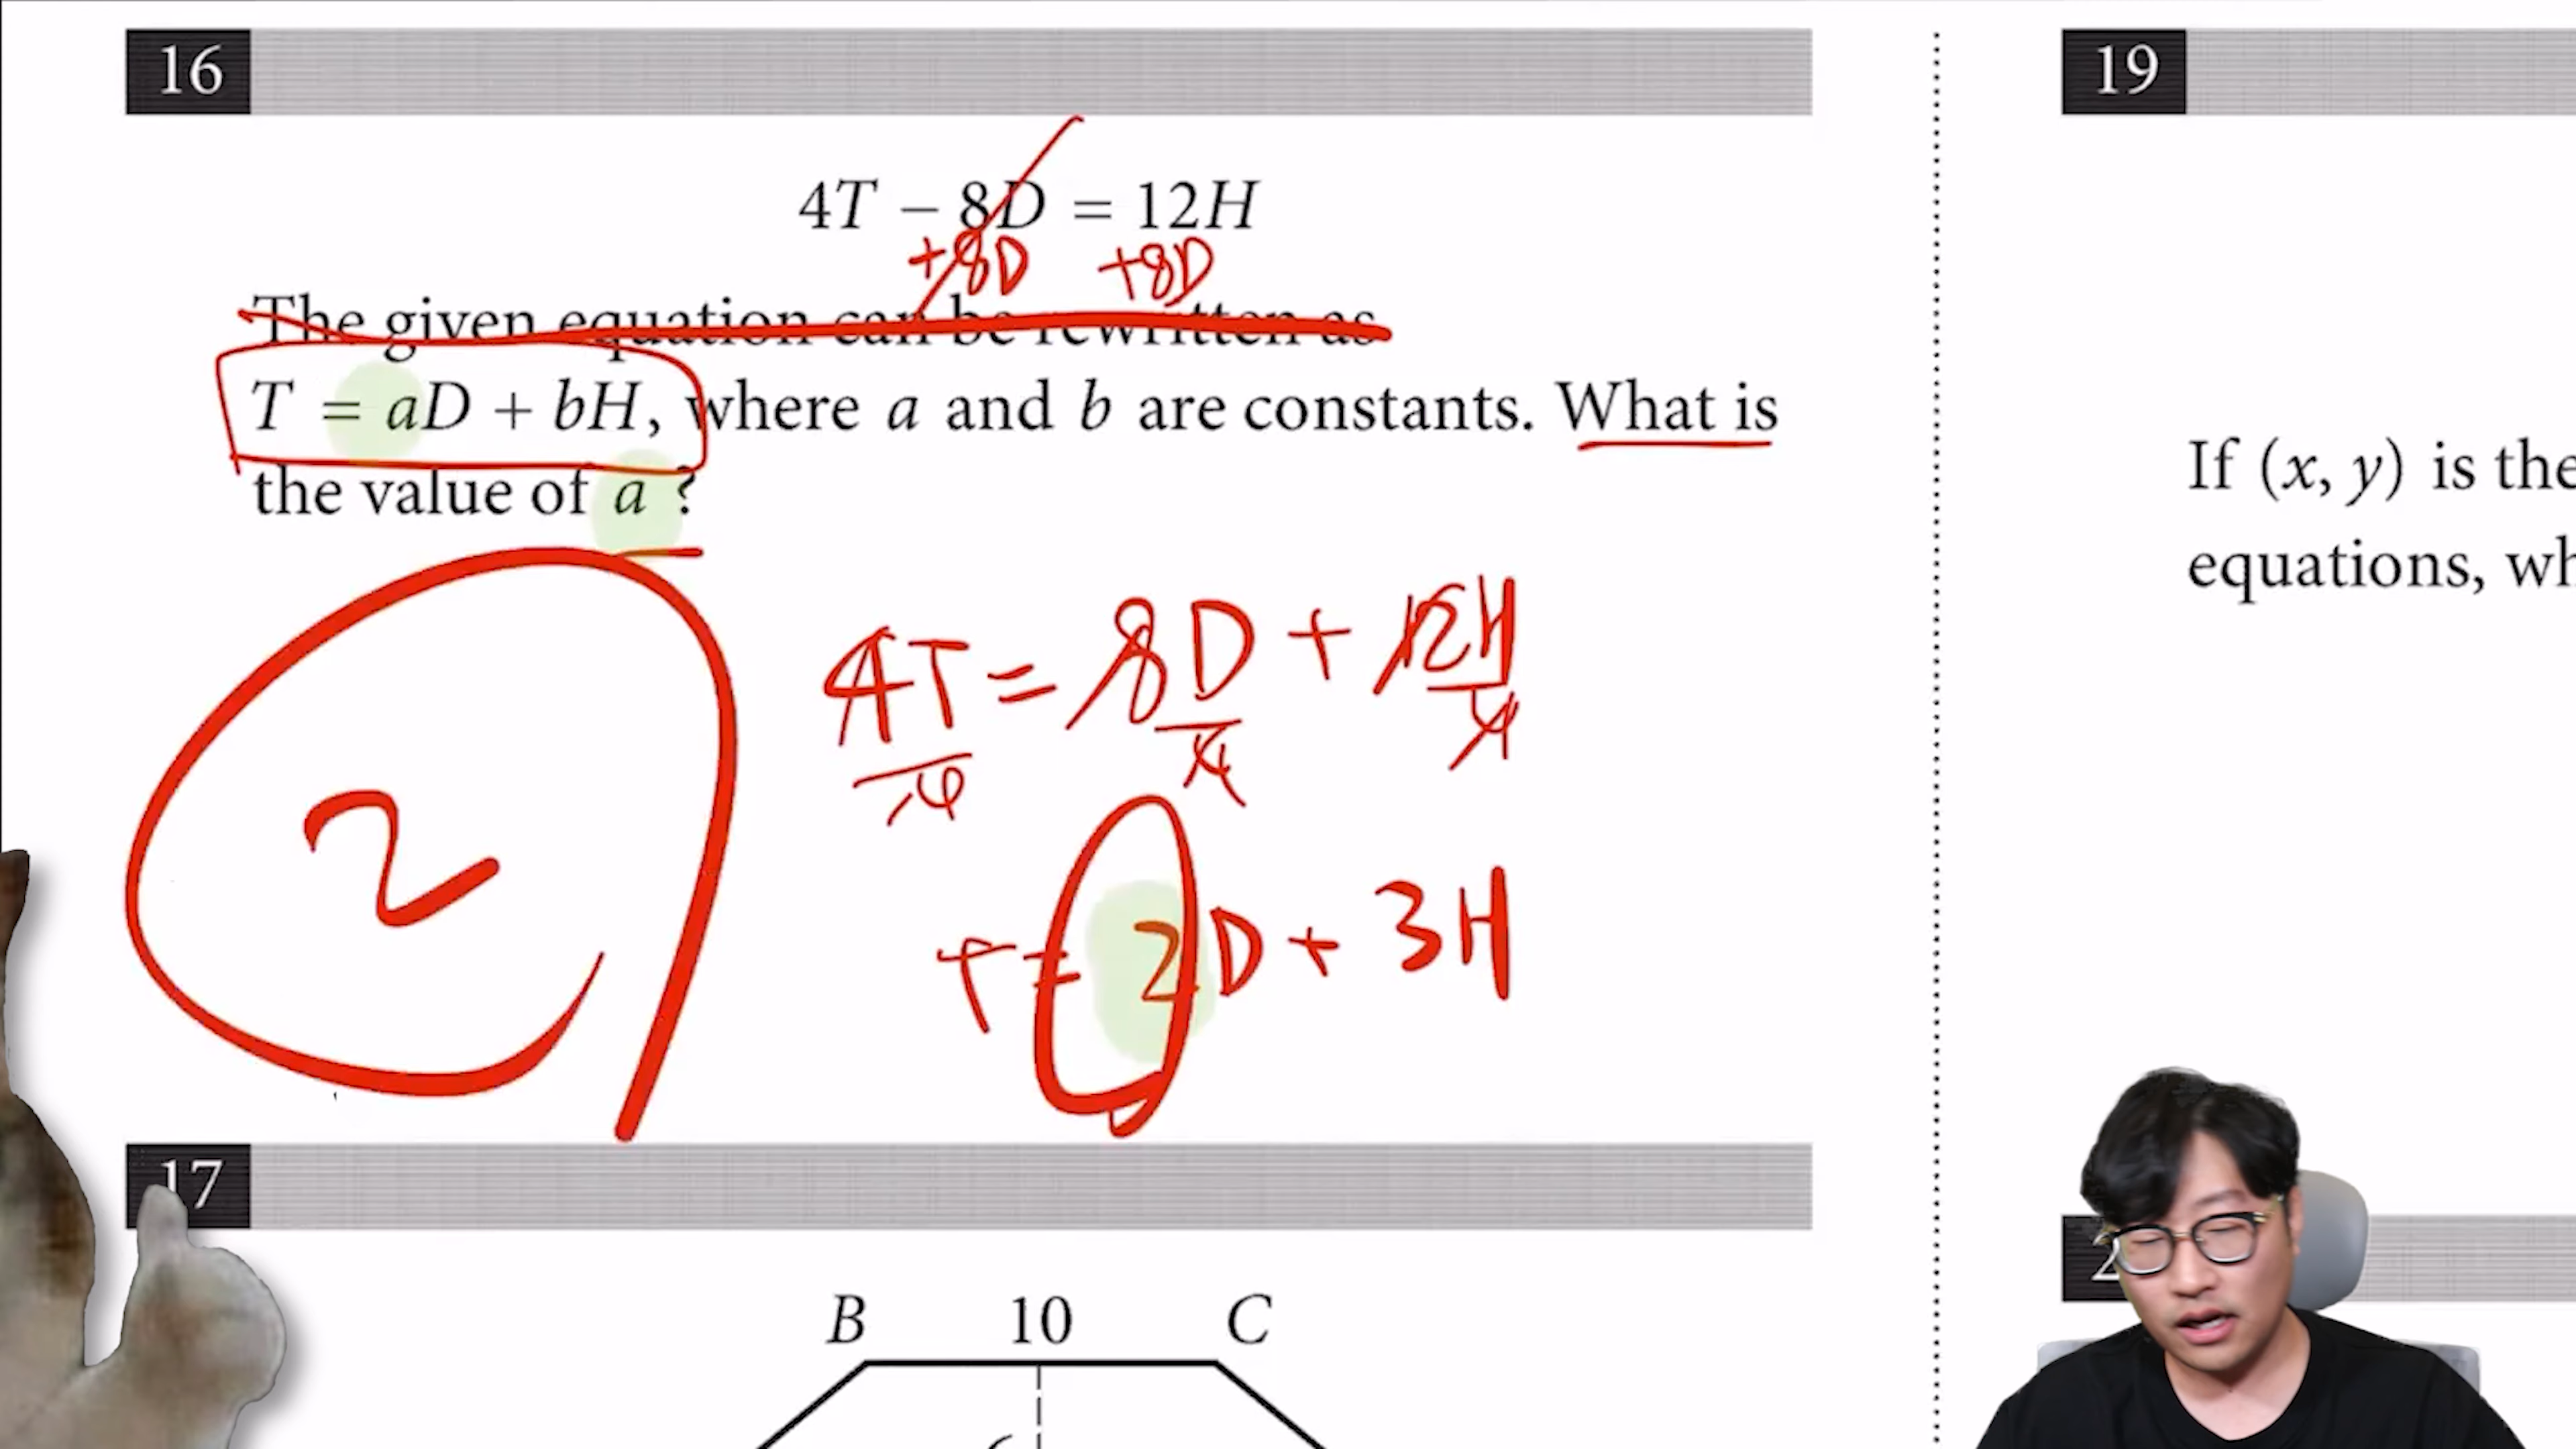 16
4T − 8D = 12H
+8D +8D
The given equation can be rewritten as
T = aD + bH, where a and b are constants. What is
the value of a ?
4T = 8D + 12H
4 4 4
T = 2D + 3H
2
17
B 10 C
19
If (x, y) is the
equations, wh